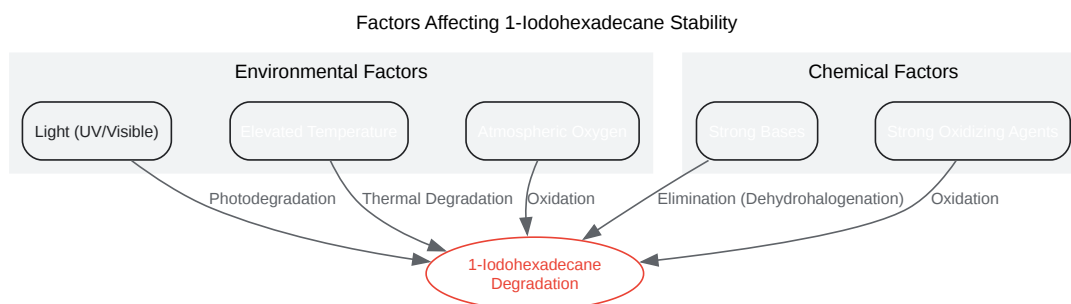 Factors Affecting 1-Iodohexadecane Stability
Environmental Factors
Chemical Factors
Light (UV/Visible)
Elevated Temperature
Atmospheric Oxygen
Strong Bases
Strong Oxidizing Agents
Photodegradation
Thermal Degradation
Oxidation
Elimination (Dehydrohalogenation)
Oxidation
1-Iodohexadecane
Degradation